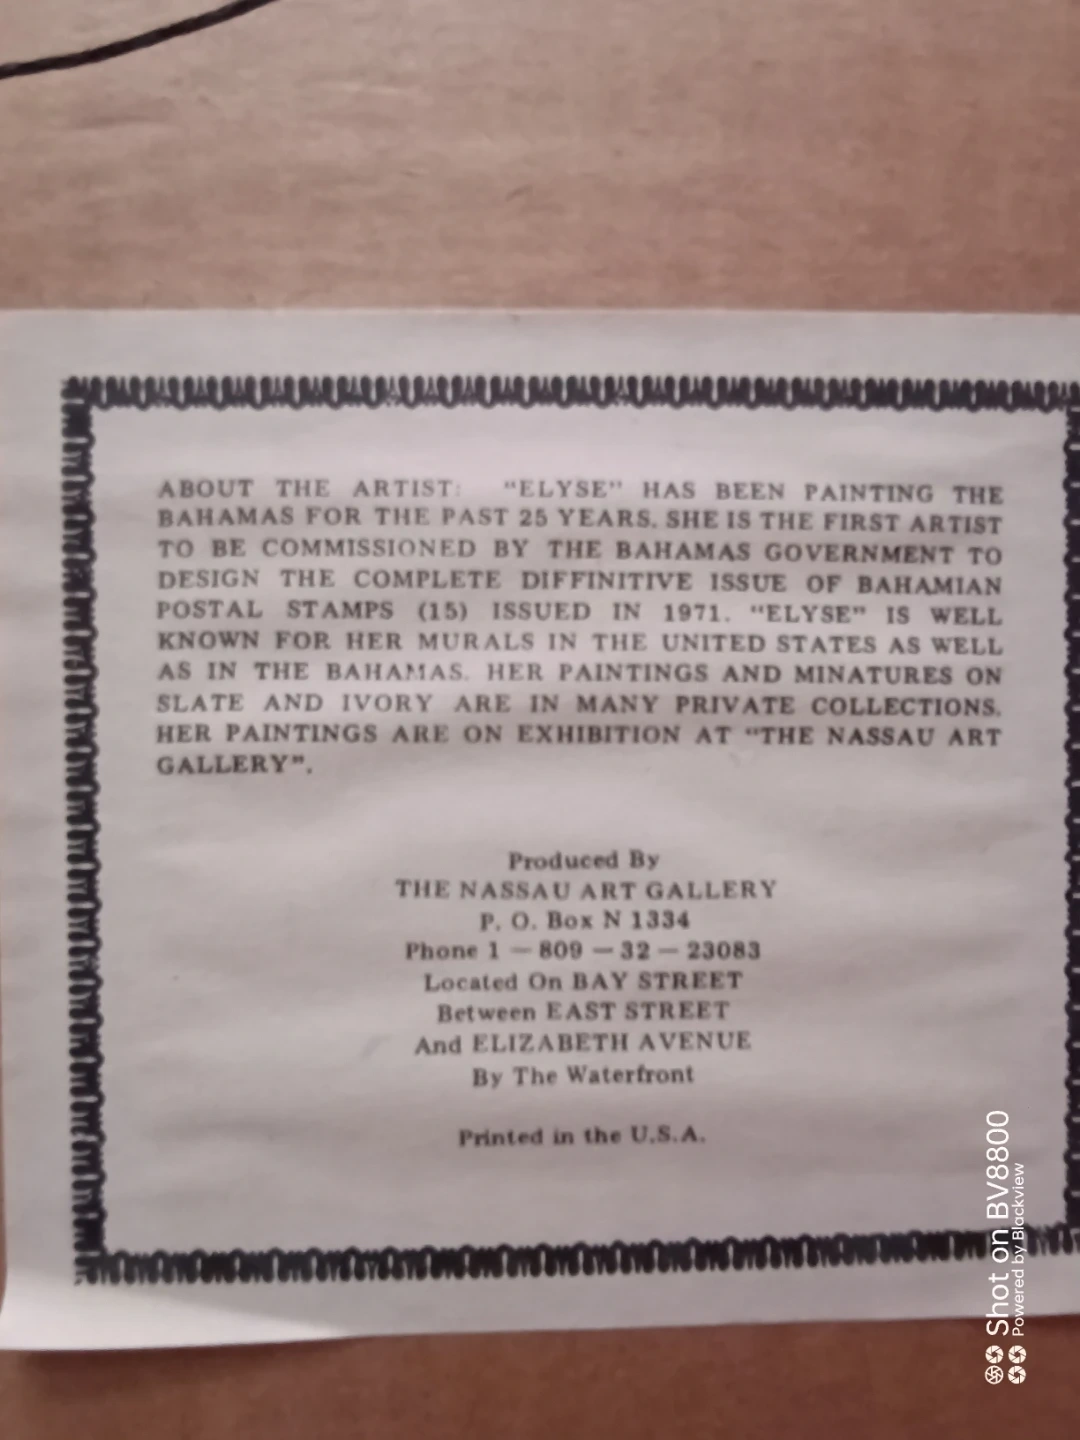 ABOUT THE ARTIST: "ELYSE" HAS BEEN PAINTING THE
BAHAMAS FOR THE PAST 25 YEARS. SHE IS THE FIRST ARTIST
TO BE COMMISSIONED BY THE BAHAMAS GOVERNMENT TO
DESIGN THE COMPLETE DIFFINITIVE ISSUE OF BAHAMIAN
POSTAL STAMPS (15) ISSUED IN 1971. "ELYSE" IS WELL
KNOWN FOR HER MURALS IN THE UNITED STATES AS WELL
AS IN THE BAHAMAS. HER PAINTINGS AND MINATURES ON
SLATE AND IVORY ARE IN MANY PRIVATE COLLECTIONS.
HER PAINTINGS ARE ON EXHIBITION AT "THE NASSAU ART
GALLERY".
Produced By
THE NASSAU ART GALLERY
P. O. Box N 1334
Phone 1 — 809 — 32 — 23083
Located On BAY STREET
Between EAST STREET
And ELIZABETH AVENUE
By The Waterfront
Printed in the U.S.A.
Shot on BV8800
Powered by Blackview